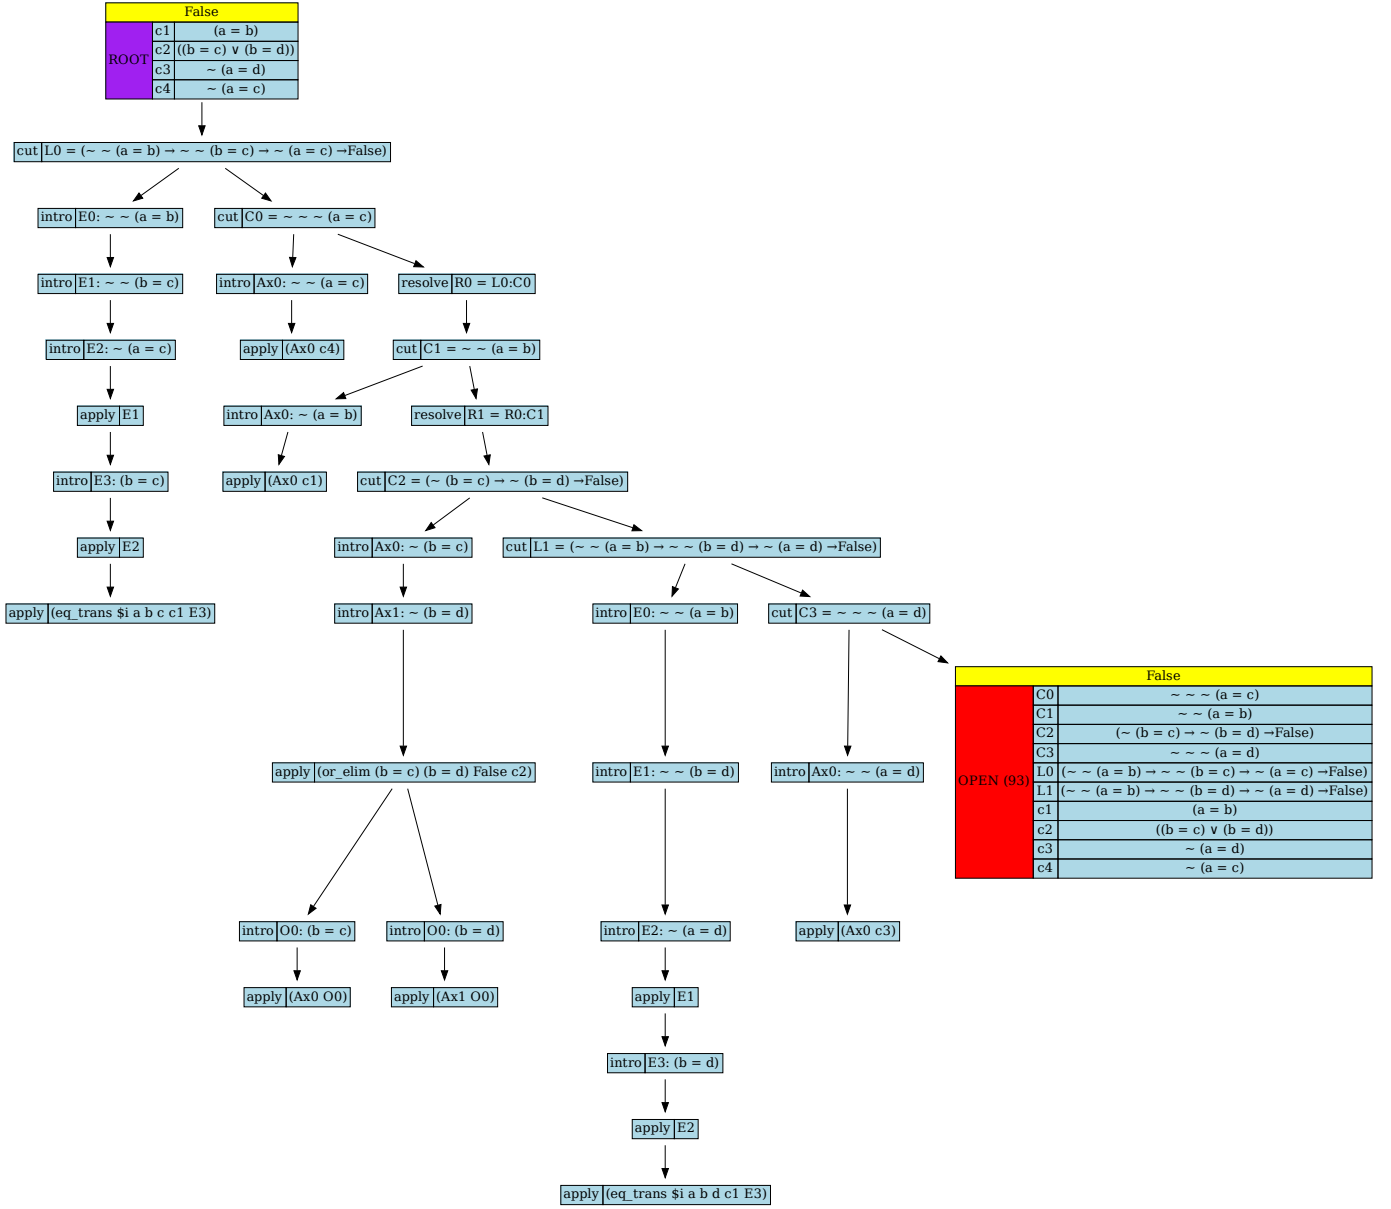 False
ROOT
c1 (a = b)
c2 ((b = c) ∨ (b = d))
c3 ~ (a = d)
c4 ~ (a = c)
cut L0 = (~ ~ (a = b) → ~ ~ (b = c) → ~ (a = c) →False)
intro E0: ~ ~ (a = b)
cut C0 = ~ ~ ~ (a = c)
intro E1: ~ ~ (b = c)
intro Ax0: ~ ~ (a = c)
resolve R0 = L0:C0
intro E2: ~ (a = c)
apply (Ax0 c4)
cut C1 = ~ ~ (a = b)
apply E1
intro Ax0: ~ (a = b)
resolve R1 = R0:C1
intro E3: (b = c)
apply (Ax0 c1)
cut C2 = (~ (b = c) → ~ (b = d) →False)
apply E2
intro Ax0: ~ (b = c)
cut L1 = (~ ~ (a = b) → ~ ~ (b = d) → ~ (a = d) →False)
apply (eq_trans $i a b c c1 E3)
intro Ax1: ~ (b = d)
intro E0: ~ ~ (a = b)
cut C3 = ~ ~ ~ (a = d)
False
OPEN (93)
C0 ~ ~ ~ (a = c)
C1 ~ ~ (a = b)
C2 (~ (b = c) → ~ (b = d) →False)
C3 ~ ~ ~ (a = d)
L0 (~ ~ (a = b) → ~ ~ (b = c) → ~ (a = c) →False)
L1 (~ ~ (a = b) → ~ ~ (b = d) → ~ (a = d) →False)
c1 (a = b)
c2 ((b = c) ∨ (b = d))
c3 ~ (a = d)
c4 ~ (a = c)
apply (or_elim (b = c) (b = d) False c2)
intro E1: ~ ~ (b = d)
intro Ax0: ~ ~ (a = d)
intro O0: (b = c)
intro O0: (b = d)
intro E2: ~ (a = d)
apply (Ax0 c3)
apply (Ax0 O0)
apply (Ax1 O0)
apply E1
intro E3: (b = d)
apply E2
apply (eq_trans $i a b d c1 E3)